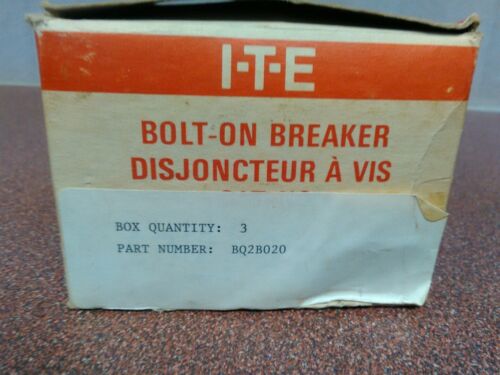 I-T-E
BOLT-ON BREAKER
DISJONCTEUR À VIS
BOX QUANTITY: 3
PART NUMBER: BQ2B020